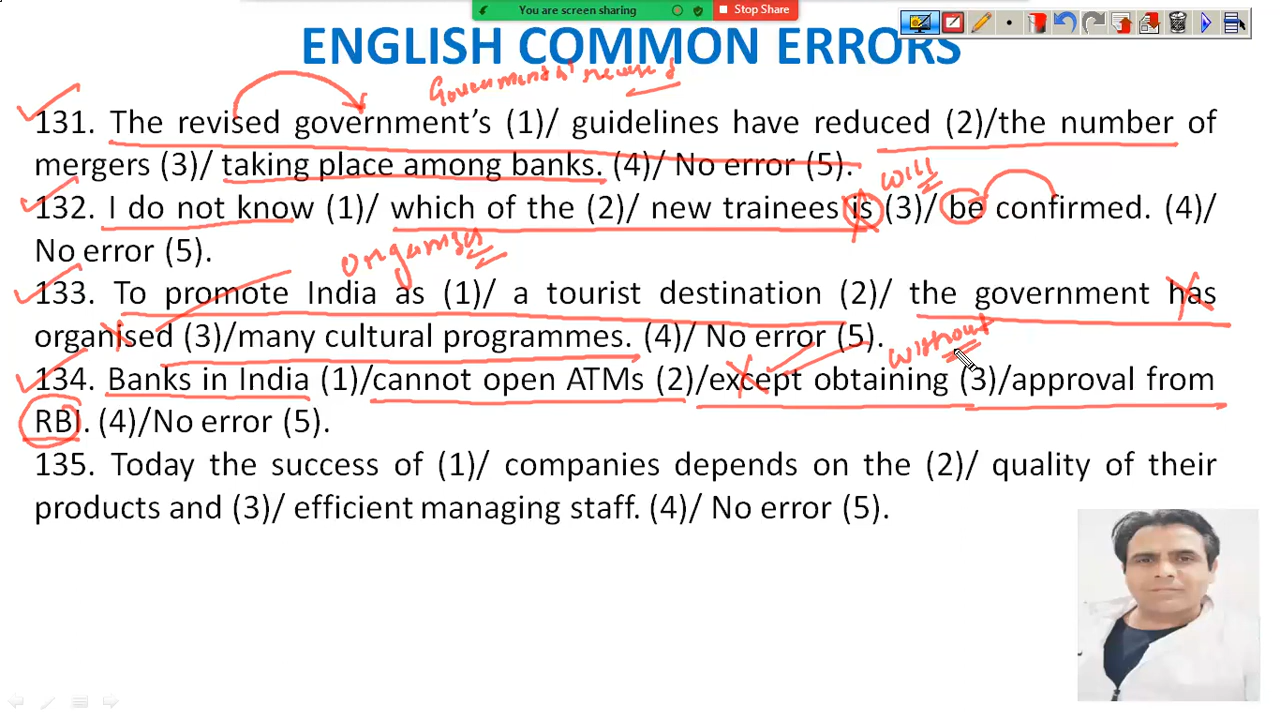 You are screen sharing
Stop Share
ENGLISH COMMON ERRORS
Government's revised
131. The revised government's (1)/ guidelines have reduced (2)/the number of
mergers (3)/ taking place among banks. (4)/ No error (5).
will
132. I do not know (1)/ which of the (2)/ new trainees is (3)/ be confirmed. (4)/
No error (5).
organises
133. To promote India as (1)/ a tourist destination (2)/ the government has
organised (3)/many cultural programmes. (4)/ No error (5).
without
134. Banks in India (1)/cannot open ATMs (2)/except obtaining (3)/approval from
RBI. (4)/No error (5).
135. Today the success of (1)/ companies depends on the (2)/ quality of their
products and (3)/ efficient managing staff. (4)/ No error (5).